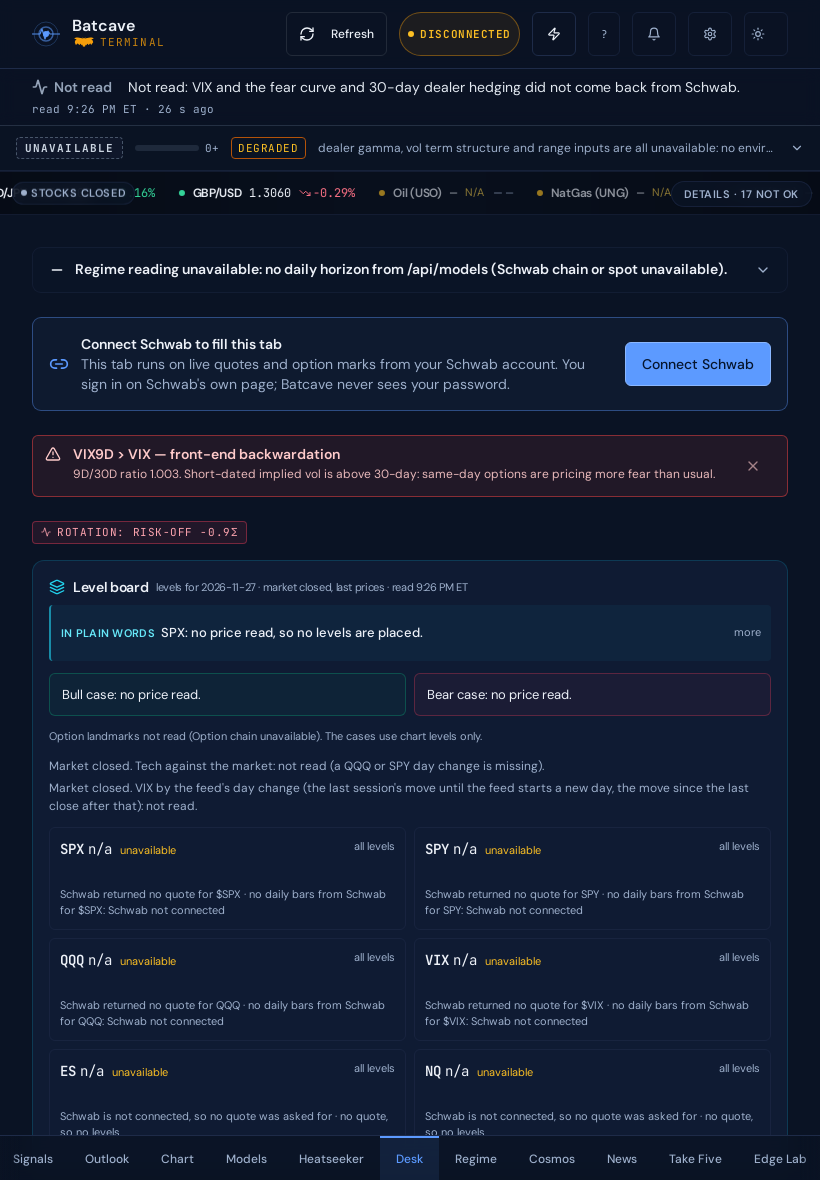 Batcave
TERMINAL
Refresh
DISCONNECTED
?
Not read Not read: VIX and the fear curve and 30-day dealer hedging did not come back from Schwab.
read 9:26 PM ET · 26 s ago
UNAVAILABLE 0+ DEGRADED dealer gamma, vol term structure and range inputs are all unavailable: no envir…
D/J STOCKS CLOSED 16% GBP/USD 1.3060 -0.29% Oil (USO) — N/A — — NatGas (UNG) — N/A DETAILS · 17 NOT OK
Regime reading unavailable: no daily horizon from /api/models (Schwab chain or spot unavailable).
Connect Schwab to fill this tab
This tab runs on live quotes and option marks from your Schwab account. You
sign in on Schwab's own page; Batcave never sees your password.
Connect Schwab
VIX9D > VIX — front-end backwardation
9D/30D ratio 1.003. Short-dated implied vol is above 30-day: same-day options are pricing more fear than usual.
ROTATION: RISK-OFF -0.9Σ
Level board levels for 2026-11-27 · market closed, last prices · read 9:26 PM ET
IN PLAIN WORDS SPX: no price read, so no levels are placed. more
Bull case: no price read.
Bear case: no price read.
Option landmarks not read (Option chain unavailable). The cases use chart levels only.
Market closed. Tech against the market: not read (a QQQ or SPY day change is missing).
Market closed. VIX by the feed's day change (the last session's move until the feed starts a new day, the move since the last
close after that): not read.
SPX n/a unavailable all levels
Schwab returned no quote for $SPX · no daily bars from Schwab
for $SPX: Schwab not connected
SPY n/a unavailable all levels
Schwab returned no quote for SPY · no daily bars from Schwab
for SPY: Schwab not connected
QQQ n/a unavailable all levels
Schwab returned no quote for QQQ · no daily bars from Schwab
for QQQ: Schwab not connected
VIX n/a unavailable all levels
Schwab returned no quote for $VIX · no daily bars from Schwab
for $VIX: Schwab not connected
ES n/a unavailable all levels
Schwab is not connected, so no quote was asked for · no quote,
so no levels
NQ n/a unavailable all levels
Schwab is not connected, so no quote was asked for · no quote,
so no levels
Signals Outlook Chart Models Heatseeker Desk Regime Cosmos News Take Five Edge Lab